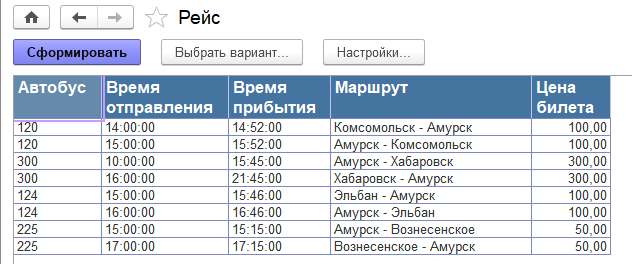 Рейс
Сформировать Выбрать вариант... Настройки...
Автобус Время отправления Время прибытия Маршрут Цена билета
120 14:00:00 14:52:00 Комсомольск - Амурск 100,00
120 15:00:00 15:52:00 Амурск - Комсомольск 100,00
300 10:00:00 15:45:00 Амурск - Хабаровск 300,00
300 16:00:00 21:45:00 Хабаровск - Амурск 300,00
124 15:00:00 15:46:00 Эльбан - Амурск 100,00
124 16:00:00 16:46:00 Амурск - Эльбан 100,00
225 15:00:00 15:15:00 Амурск - Вознесенское 50,00
225 17:00:00 17:15:00 Вознесенское - Амурск 50,00